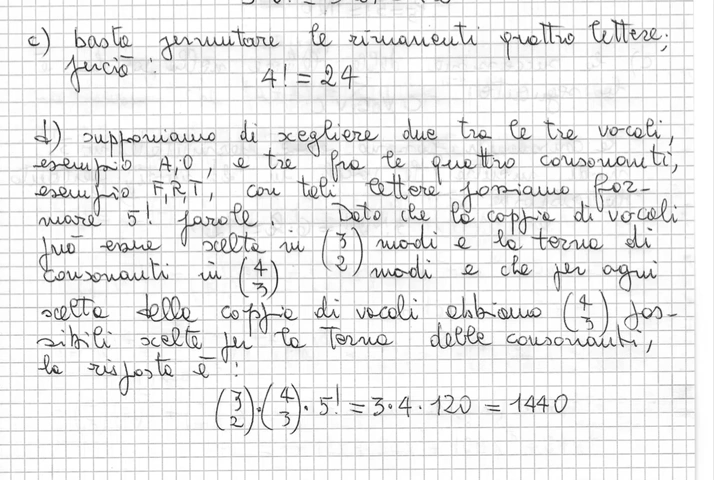 c) basta permutare le rimanenti quattro lettere;
perciò :
4! = 24
d) supponiamo di scegliere due tra le tre vocali,
esempio A, O, e tre fra le quattro consonanti,
esempio F, R, T, con tali lettere possiamo for-
mare 5! parole. Dato che la coppia di vocali
può essere scelta in (3 2) modi e la terna di
consonanti in (4 3) modi e che per ogni
scelta della coppia di vocali abbiamo (4 3) pos-
sibili scelte per la terna delle consonanti,
la risposta è :
(3 2)·(4 3)·5! = 3·4·120 = 1440